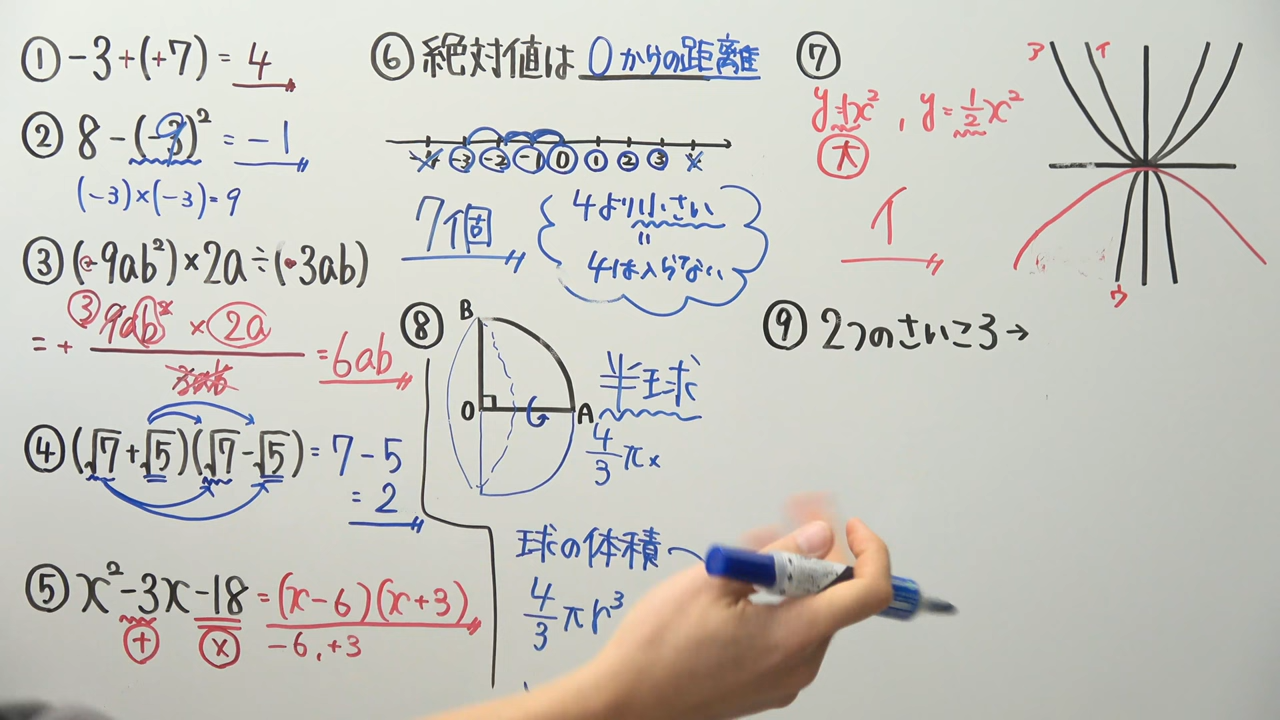 ① -3+(+7) = 4
② 8-(-3)² = -1
9
(-3)×(-3)=9
③ (-9ab²)×2a÷(-3ab)
= + 9ab² × 2a = 6ab
③
3ab
④ (√7+√5)(√7-√5) = 7-5
= 2
⑤ x²-3x-18 = (x-6)(x+3)
+ × -6, +3
⑥ 絶対値は 0からの距離
-4 -3 -2 -1 0 1 2 3
7個
4より小さい
〃
4は入らない
⑦
y=1x² , y=½x²
大
イ
ア イ
ウ
⑧
B
O A
半球
4/3 π×
球の体積
4/3 πr³
⑨ 2つのさいころ→